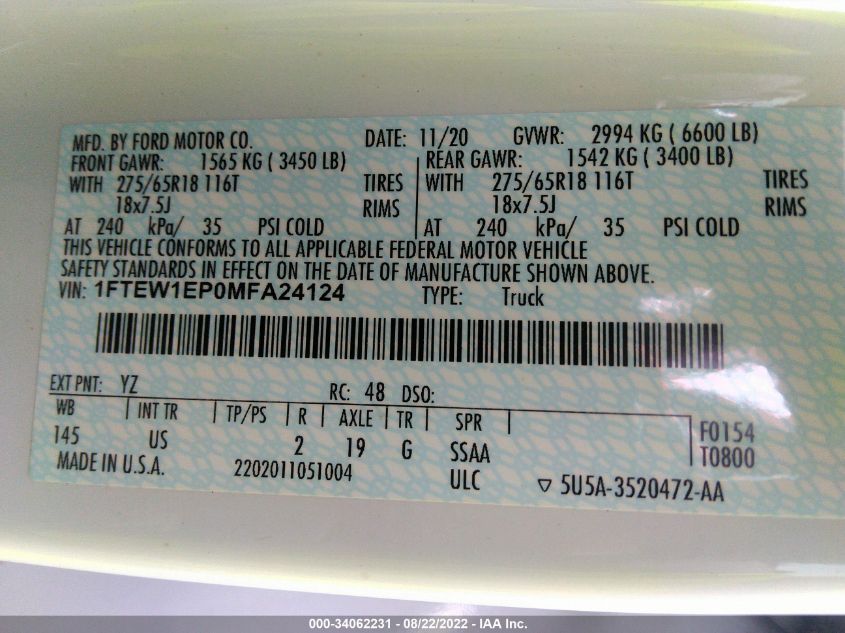 MFD. BY FORD MOTOR CO. DATE: 11/20 GVWR: 2994 KG ( 6600 LB)
FRONT GAWR: 1565 KG ( 3450 LB) REAR GAWR: 1542 KG ( 3400 LB)
WITH 275/65R18 116T TIRES WITH 275/65R18 116T TIRES
18x7.5J RIMS 18x7.5J RIMS
AT 240 kPa/ 35 PSI COLD AT 240 kPa/ 35 PSI COLD
THIS VEHICLE CONFORMS TO ALL APPLICABLE FEDERAL MOTOR VEHICLE
SAFETY STANDARDS IN EFFECT ON THE DATE OF MANUFACTURE SHOWN ABOVE.
VIN: 1FTEW1EP0MFA24124 TYPE: Truck
EXT PNT: YZ RC: 48 DSO:
WB INT TR TP/PS R AXLE TR SPR
145 US 2 19 G SSAA F0154
MADE IN U.S.A. 2202011051004 ULC T0800
5U5A-3520472-AA
000-34062231 - 08/22/2022 - IAA Inc.